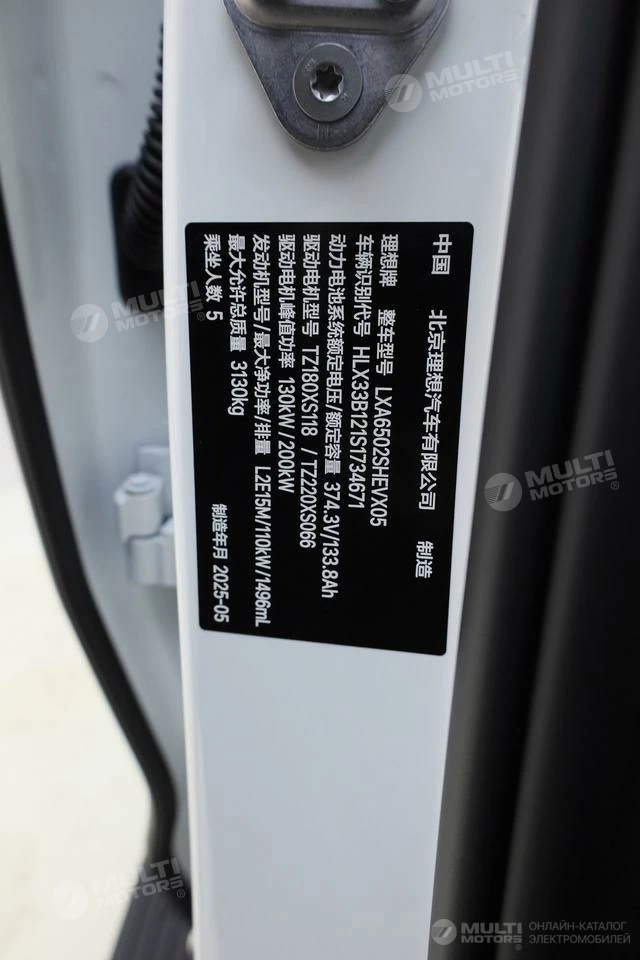 中国 北京理想汽车有限公司 制造
理想牌 整车型号 LXA6502SHEVX05
车辆识别代号 HLX33B121S1734671
动力电池系统额定电压/额定容量 374.3V/133.8Ah
驱动电机型号 TZ180XS118 /TZ220XS066
驱动电机峰值功率 130kW/200kW
发动机型号/最大净功率/排量 L2E15M/110kW/1496mL
最大允许总质量 3130kg
乘坐人数 5 制造年月 2025-05
MULTI
MOTORS
MULTI
MOTORS
MULTI
MOTORS
MULTI
MOTORS
MULTI
MOTORS
ОНЛАЙН-КАТАЛОГ
ЭЛЕКТРОМОБИЛЕЙ